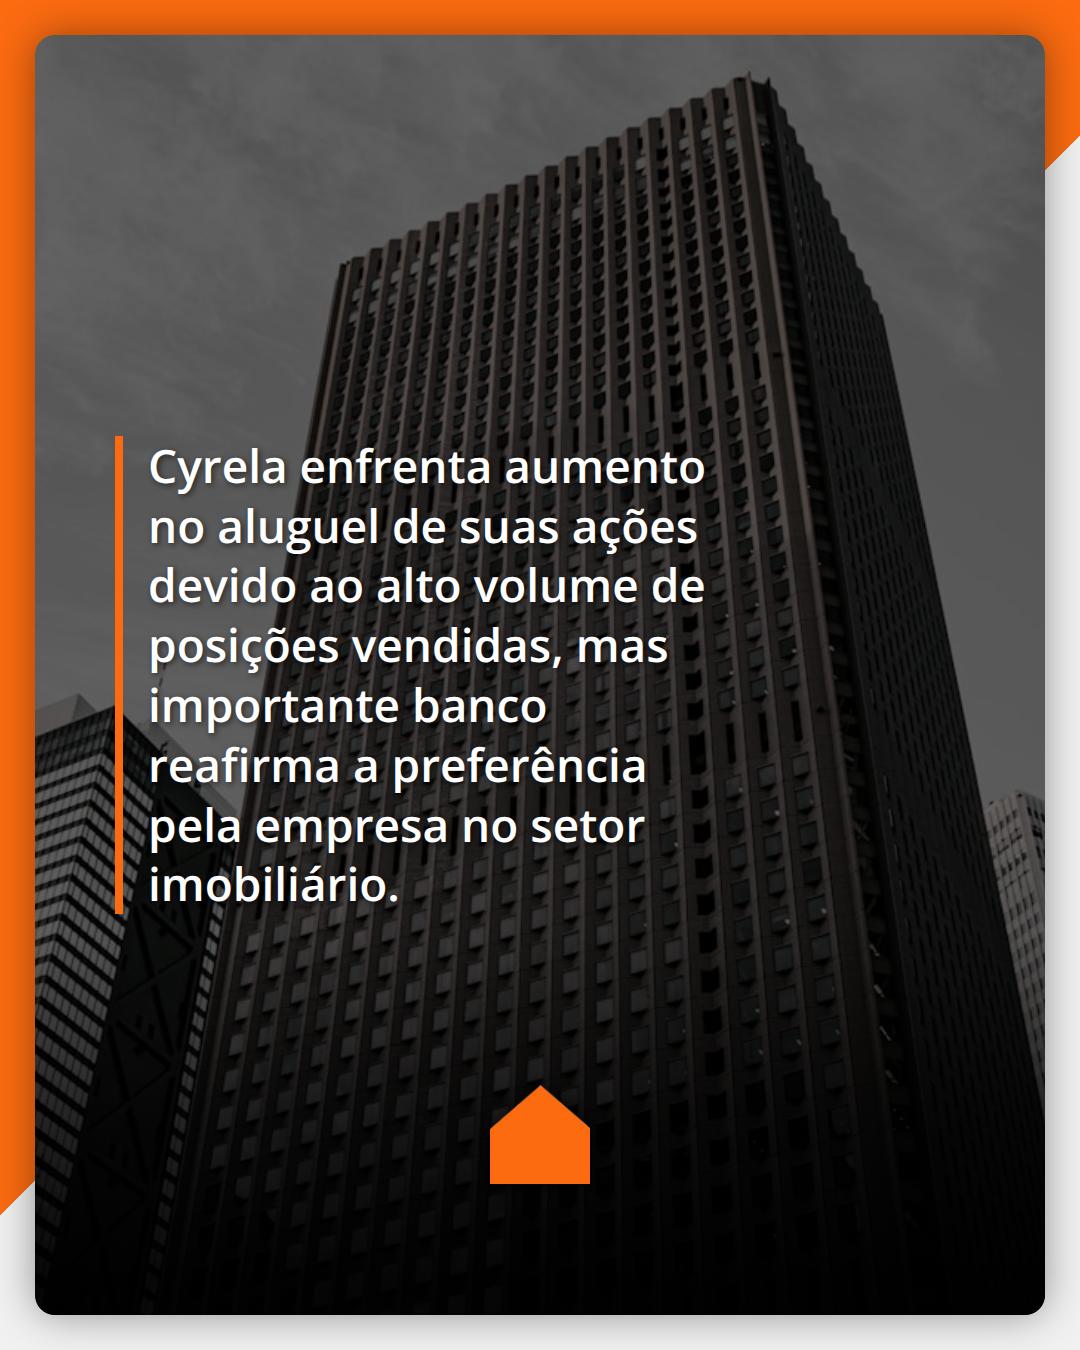 Cyrela enfrenta aumento
no aluguel de suas ações
devido ao alto volume de
posições vendidas, mas
importante banco
reafirma a preferência
pela empresa no setor
imobiliário.